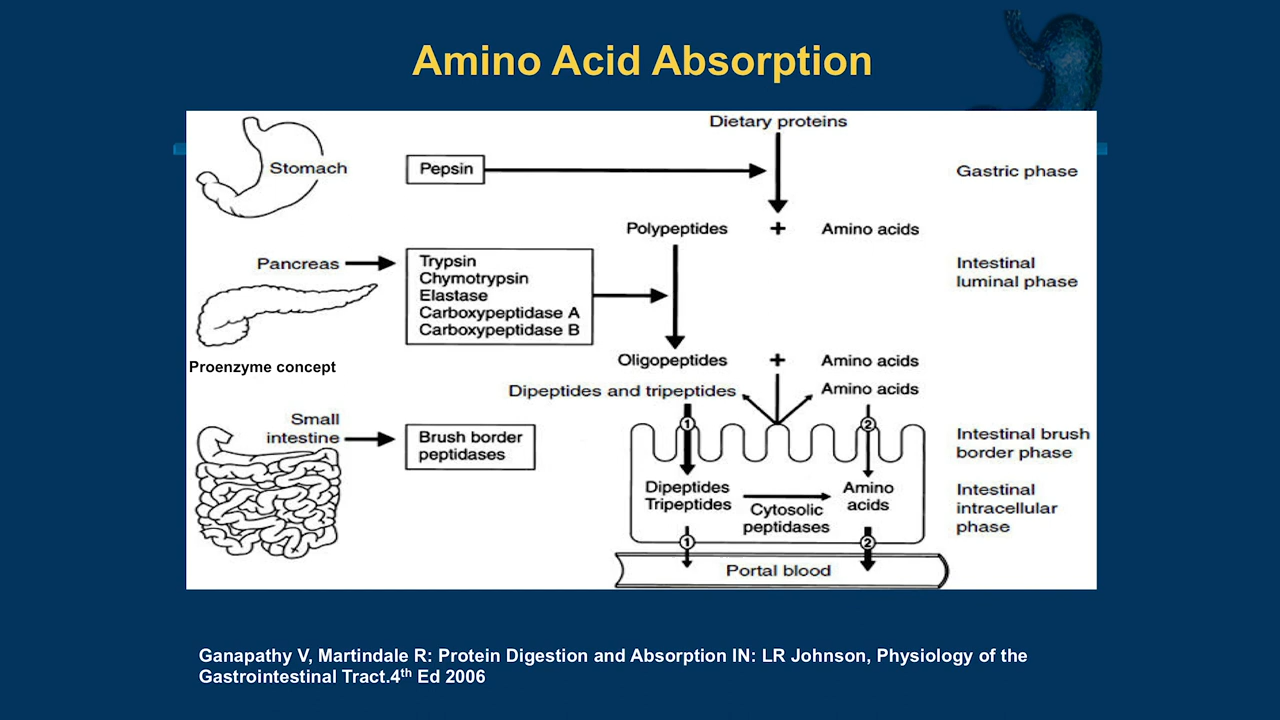 Amino Acid Absorption
Dietary proteins
Stomach
Pepsin
Gastric phase
Polypeptides + Amino acids
Pancreas
Trypsin
Chymotrypsin
Elastase
Carboxypeptidase A
Carboxypeptidase B
Intestinal
luminal phase
Proenzyme concept
Oligopeptides + Amino acids
Dipeptides and tripeptides
Amino acids
Small
intestine
Brush border
peptidases
1
2
Intestinal brush
border phase
Dipeptides
Tripeptides
Cytosolic
peptidases
Amino
acids
Intestinal
intracellular
phase
1
2
Portal blood
Ganapathy V, Martindale R: Protein Digestion and Absorption IN: LR Johnson, Physiology of the
Gastrointestinal Tract.4th Ed 2006